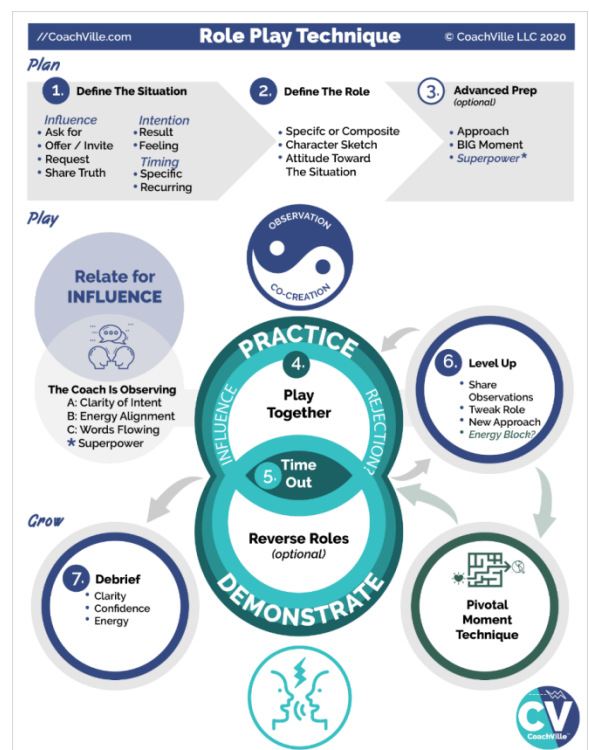 //CoachVille.com
Role Play Technique
© CoachVille LLC 2020
Plan
1. Define The Situation
Influence
• Ask for
• Offer / Invite
• Request
• Share Truth
Intention
• Result
• Feeling
Timing
• Specific
• Recurring
2. Define The Role
• Specifc or Composite
• Character Sketch
• Attitude Toward
The Situation
3. Advanced Prep
(optional)
• Approach
• BIG Moment
• Superpower*
Play
OBSERVATION
CO-CREATION
Relate for
INFLUENCE
The Coach Is Observing
A: Clarity of Intent
B: Energy Alignment
C: Words Flowing
* Superpower
PRACTICE
4.
INFLUENCE
REJECTION?
Play
Together
5. Time
Out
Reverse Roles
(optional)
DEMONSTRATE
6. Level Up
• Share
Observations
• Tweak Role
• New Approach
• Energy Block?
Pivotal
Moment
Technique
Grow
7. Debrief
• Clarity
• Confidence
• Energy
CV
CoachVille